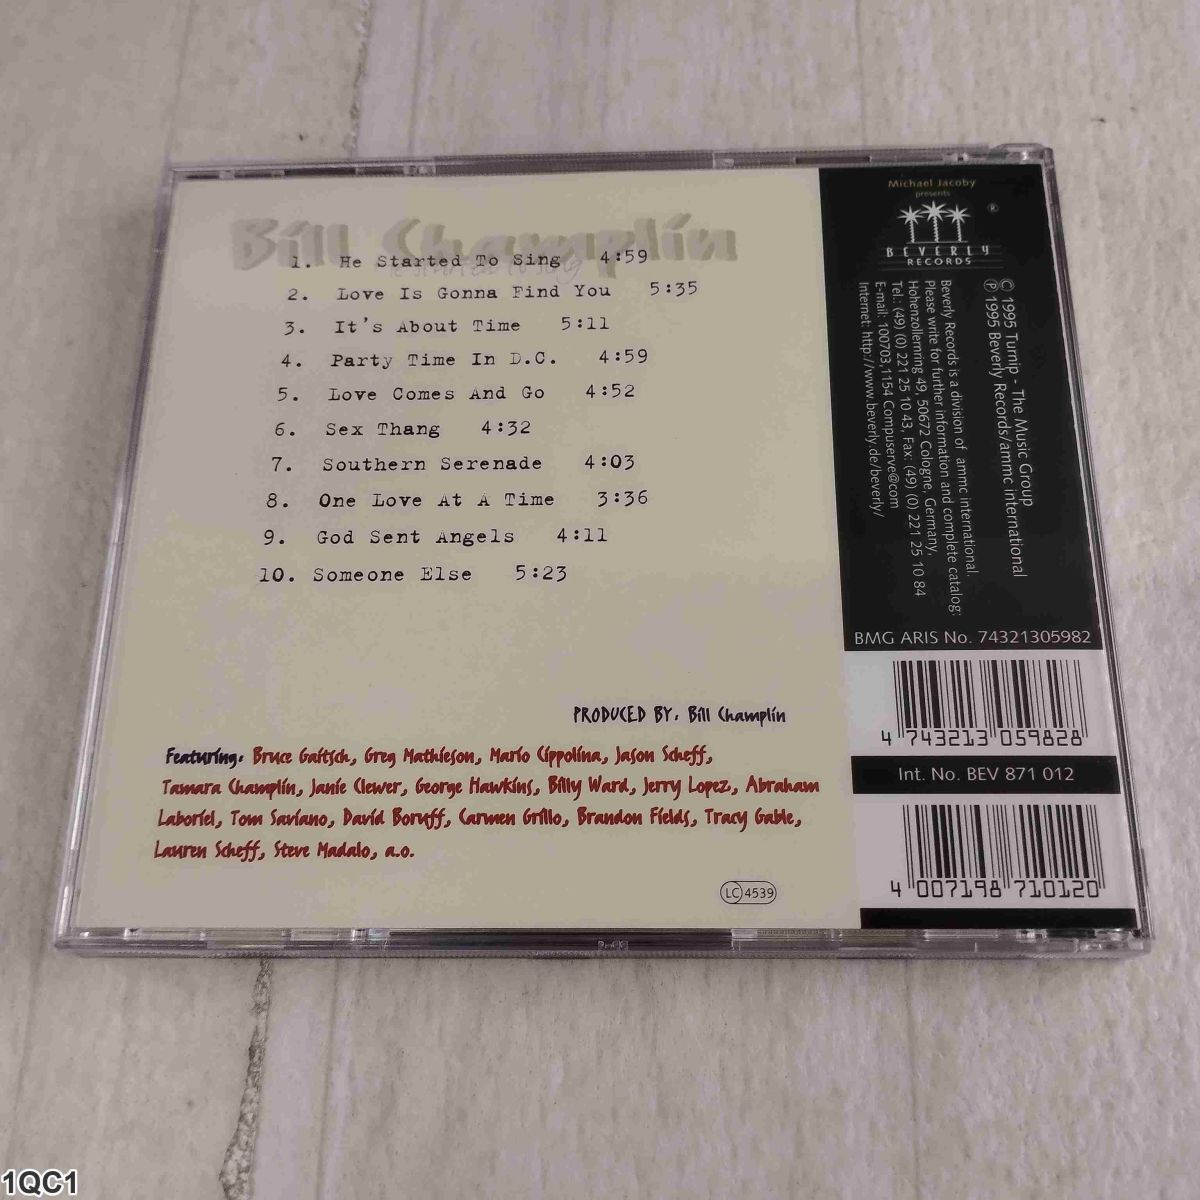 Bill Champlin
He Started To Sing
1. He Started To Sing 4:59
2. Love Is Gonna Find You 5:35
3. It's About Time 5:11
4. Party Time In D.C. 4:59
5. Love Comes And Go 4:52
6. Sex Thang 4:32
7. Southern Serenade 4:03
8. One Love At A Time 3:36
9. God Sent Angels 4:11
10. Someone Else 5:23
PRODUCED BY: Bill Champlin
Featuring: Bruce Gaitsch, Greg Mathieson, Mario Cippolina, Jason Scheff,
Tamara Champlin, Janie Clewer, George Hawkins, Billy Ward, Jerry Lopez, Abraham
Laboriel, Tom Saviano, David Boruff, Carmen Grillo, Brandon Fields, Tracy Gable,
Lauren Scheff, Steve Madaio, a.o.
LC 4539
Michael Jacoby
presents
®
BEVERLY
RECORDS
© 1995 Turnip - The Music Group
℗ 1995 Beverly Records/ammc international
Beverly Records is a division of ammc international.
Please write for further information and complete catalog:
Hohenzollernring 49, 50672 Cologne, Germany,
Tel.: (49) (0) 221 25 10 43, Fax: (49) (0) 221 25 10 84
E-mail: 100703,1154 Compuserve@com
Internet: http://www.beverly.de/beverly/
BMG ARIS No. 74321305982
4 743213 059828
Int. No. BEV 871 012
4 007198 710120
1QC1